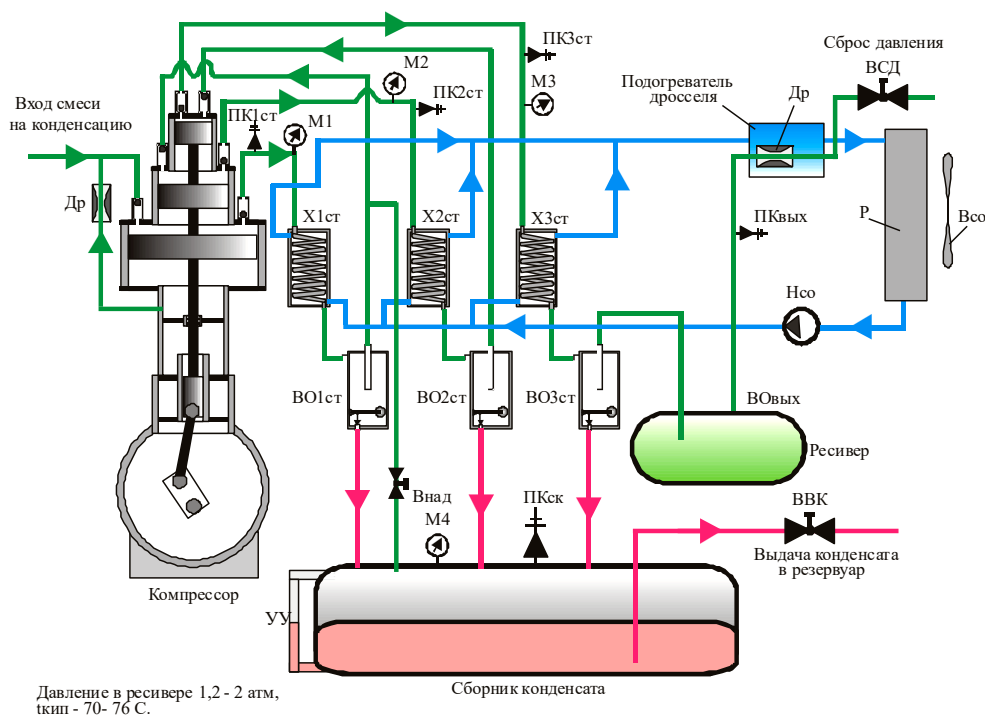 ПК3ст
Сброс давления
ВСД
М2
М3
Подогреватель
дросселя
Др
Вход смеси
на конденсацию
ПК1ст
М1
ПК2ст
Др
Х1ст
Х2ст
Х3ст
ПКвых
Р
Всо
Нсо
ВО1ст
ВО2ст
ВО3ст
ВОвых
Ресивер
Внад
ПКск
ВВК
М4
Выдача конденсата
в резервуар
Компрессор
УУ
Сборник конденсата
Давление в ресивере 1,2 - 2 атм,
tкип - 70- 76 С.